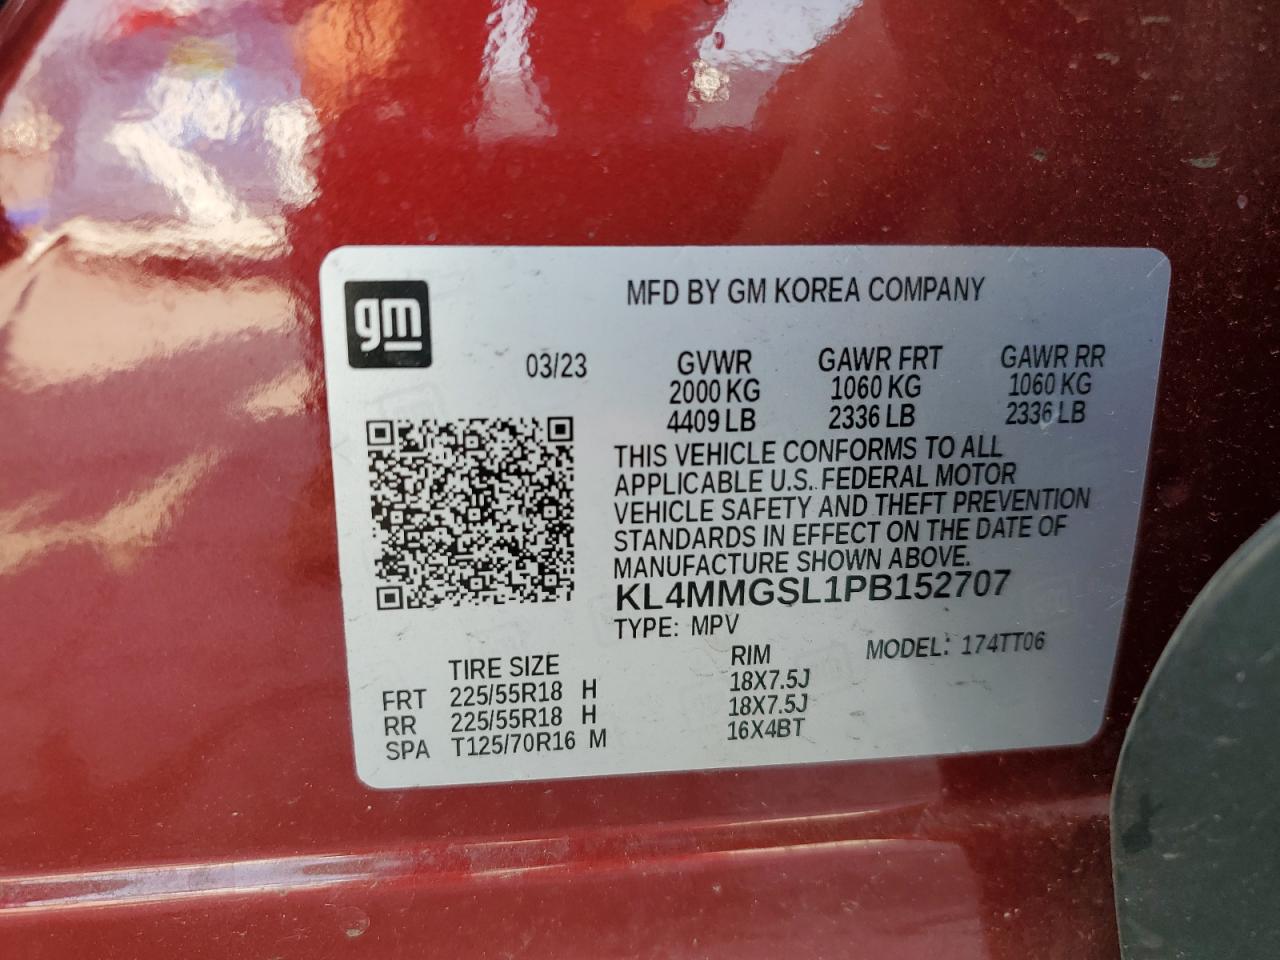 gm
MFD BY GM KOREA COMPANY
03/23 GVWR GAWR FRT GAWR RR
2000 KG 1060 KG 1060 KG
4409 LB 2336 LB 2336 LB
THIS VEHICLE CONFORMS TO ALL
APPLICABLE U.S. FEDERAL MOTOR
VEHICLE SAFETY AND THEFT PREVENTION
STANDARDS IN EFFECT ON THE DATE OF
MANUFACTURE SHOWN ABOVE.
KL4MMGSL1PB152707
TYPE: MPV
MODEL: 174TT06
TIRE SIZE RIM
FRT 225/55R18 H 18X7.5J
RR 225/55R18 H 18X7.5J
SPA T125/70R16 M 16X4BT